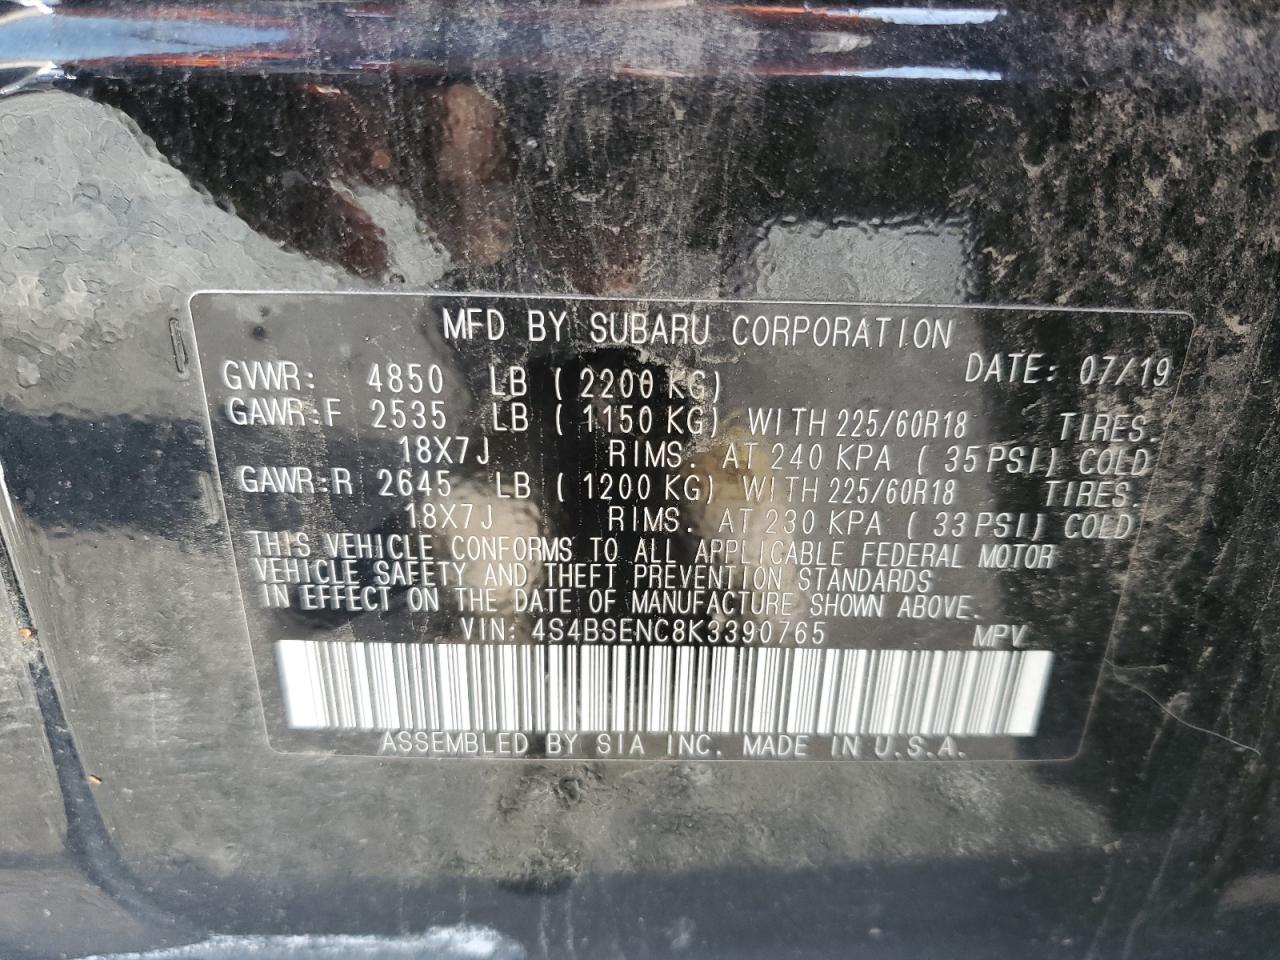 MFD BY SUBARU CORPORATION
DATE: 07/19
GVWR: 4850 LB ( 2200 KG)
GAWR:F 2535 LB ( 1150 KG) WITH 225/60R18 TIRES.
18X7J RIMS. AT 240 KPA ( 35 PSI) COLD
GAWR:R 2645 LB ( 1200 KG) WITH 225/60R18 TIRES.
18X7J RIMS. AT 230 KPA ( 33 PSI) COLD
THIS VEHICLE CONFORMS TO ALL APPLICABLE FEDERAL MOTOR
VEHICLE SAFETY AND THEFT PREVENTION STANDARDS
IN EFFECT ON THE DATE OF MANUFACTURE SHOWN ABOVE.
VIN: 4S4BSENC8K3390765 MPV
ASSEMBLED BY SIA INC. MADE IN U.S.A.